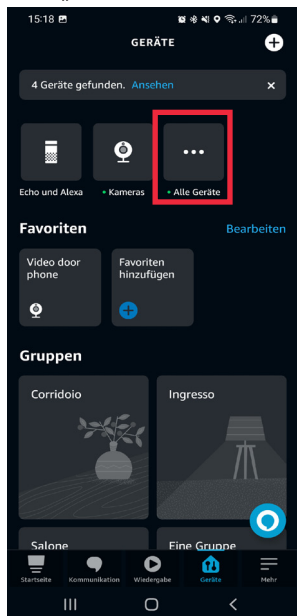 15:18 72%
GERÄTE
4 Geräte gefunden. Ansehen
Echo und Alexa
Kameras
Alle Geräte
Favoriten Bearbeiten
Video door
phone
Favoriten
hinzufügen
Gruppen
Corridoio
Ingresso
Salone
Eine Gruppe
Startseite Kommunikation Wiedergabe Geräte Mehr